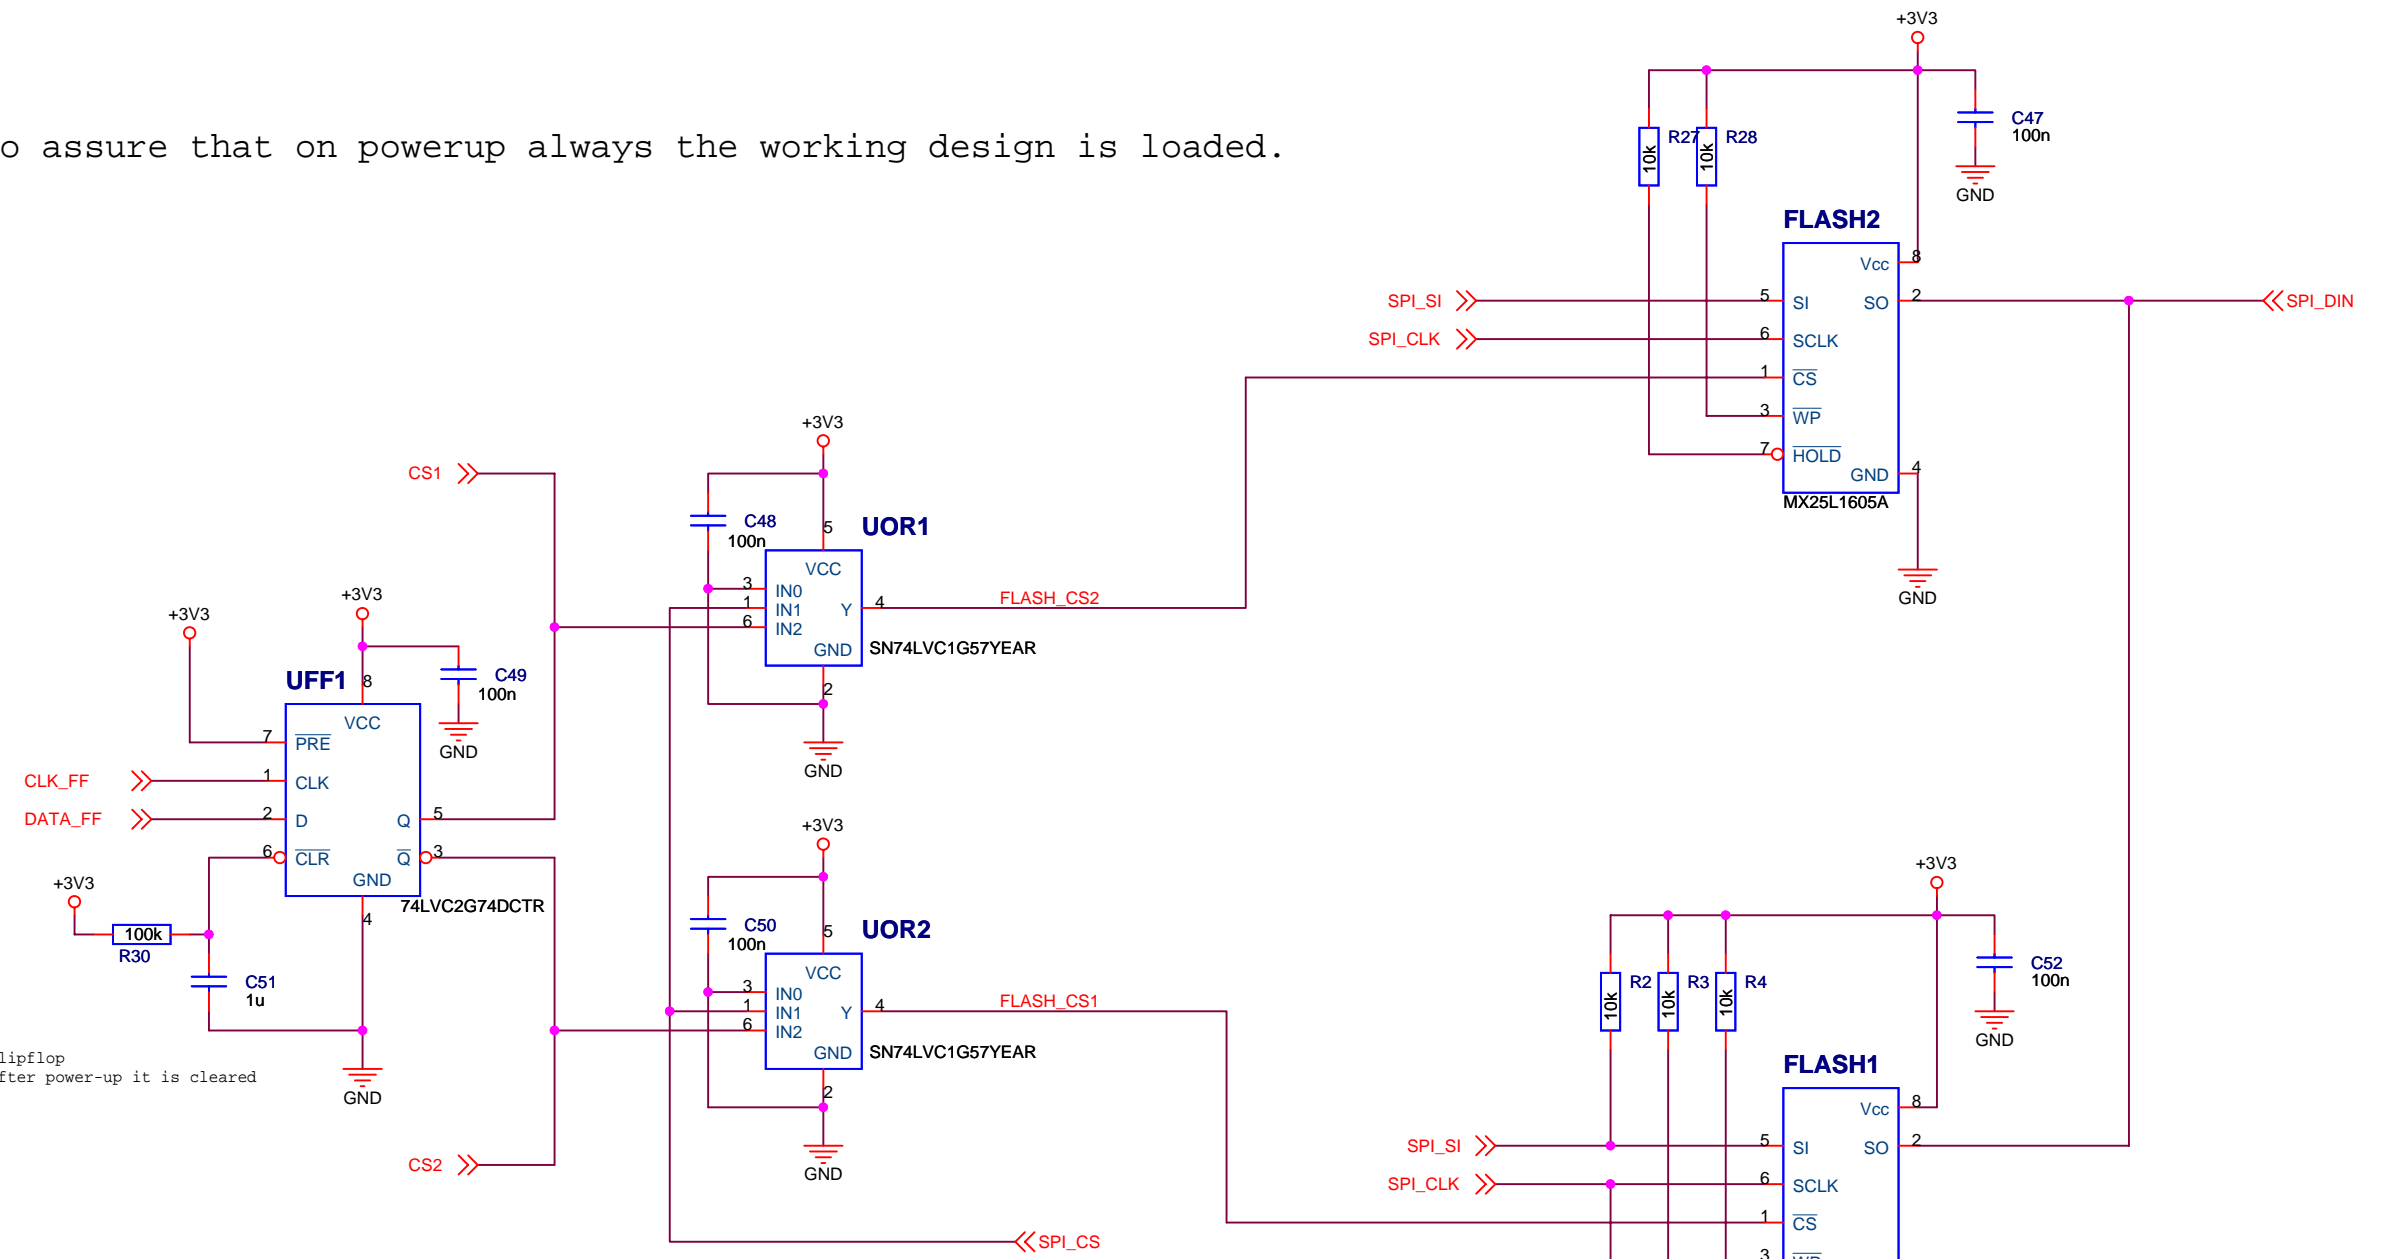 +3V3
C47
100n
R27
R28
10k
10k
GND
o assure that on powerup always the working design is loaded.
FLASH2
Vcc
8
SPI_SI
5
SI
SO
2
SPI_DIN
SPI_CLK
6
SCLK
1
CS
3
WP
7
HOLD
GND
4
MX25L1605A
GND
+3V3
CS1
C48
100n
5
UOR1
VCC
3
IN0
1
IN1
Y
4
FLASH_CS2
6
IN2
GND
SN74LVC1G57YEAR
2
GND
+3V3
+3V3
C49
100n
GND
UFF1
8
VCC
7
PRE
CLK_FF
1
CLK
DATA_FF
2
D
Q
5
6
CLR
Q
3
GND
74LVC2G74DCTR
4
+3V3
100k
R30
C51
1u
GND
lipflop
fter power-up it is cleared
+3V3
C50
100n
5
UOR2
VCC
3
IN0
1
IN1
Y
4
FLASH_CS1
6
IN2
GND
SN74LVC1G57YEAR
2
GND
CS2
SPI_CS
+3V3
R2
R3
R4
10k
10k
10k
C52
100n
GND
FLASH1
Vcc
8
SPI_SI
5
SI
SO
2
SPI_CLK
6
SCLK
1
CS
3
WP